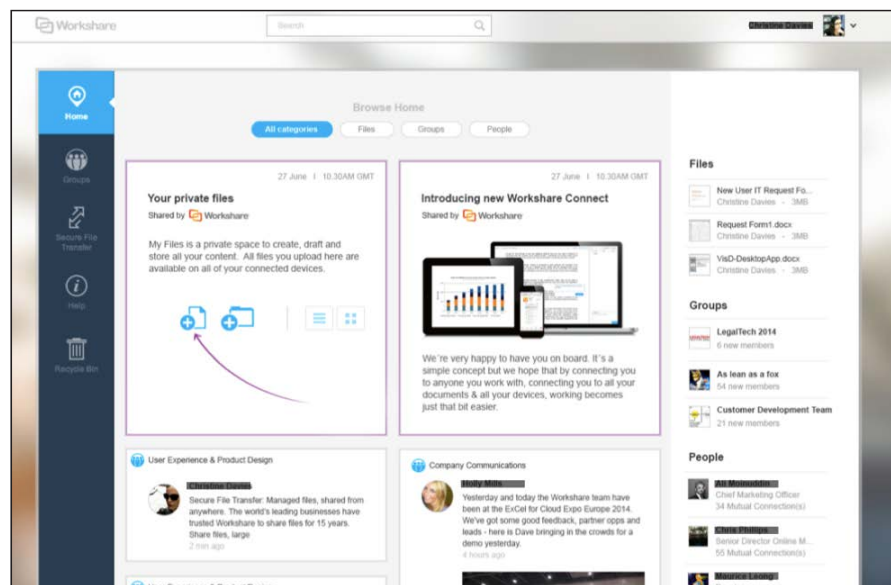 Workshare
Search
Christine Davies
Home
Groups
Secure File
Transfer
Help
Recycle Bin
Browse Home
All categories
Files
Groups
People
27 June I 10.30AM GMT
Your private files
Shared by Workshare
My Files is a private space to create, draft and
store all your content. All files you upload here are
available on all of your connected devices.
27 June I 10.30AM GMT
Introducing new Workshare Connect
Shared by Workshare
We're very happy to have you on board. It's a
simple concept but we hope that by connecting you
to anyone you work with, connecting you to all your
documents & all your devices, working becomes
just that bit easier.
User Experience & Product Design
Christine Davies
Secure File Transfer: Managed files, shared from
anywhere. The world's leading businesses have
trusted Workshare to share files for 15 years.
Share files, large
2 min ago
Company Communications
Holly Mills
Yesterday and today the Workshare team have
been at the ExCel for Cloud Expo Europe 2014.
We've got some good feedback, partner opps and
leads - here is Dave bringing in the crowds for a
demo yesterday.
4 hours ago
Files
New User IT Request Fo...
Christine Davies - 3MB
Request Form1.docx
Christine Davies - 3MB
VisD-DesktopApp.docx
Christine Davies - 3MB
Groups
LegalTech 2014
6 new members
As lean as a fox
54 new members
Customer Development Team
21 new members
People
Ali Moinuddin
Chief Marketing Officer
34 Mutual Connection(s)
Chris Phillips
Senior Director Online M...
55 Mutual Connection(s)
Maurice Leong